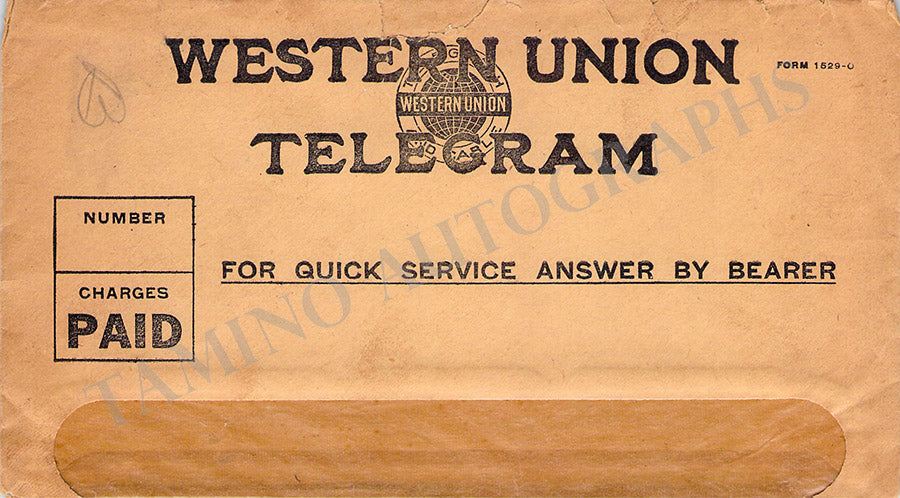 WESTERN UNION
FORM 1529-O
WESTERN UNION
TELEGRAM
NUMBER
CHARGES
PAID
FOR QUICK SERVICE ANSWER BY BEARER
TAMINO AUTOGRAPHS